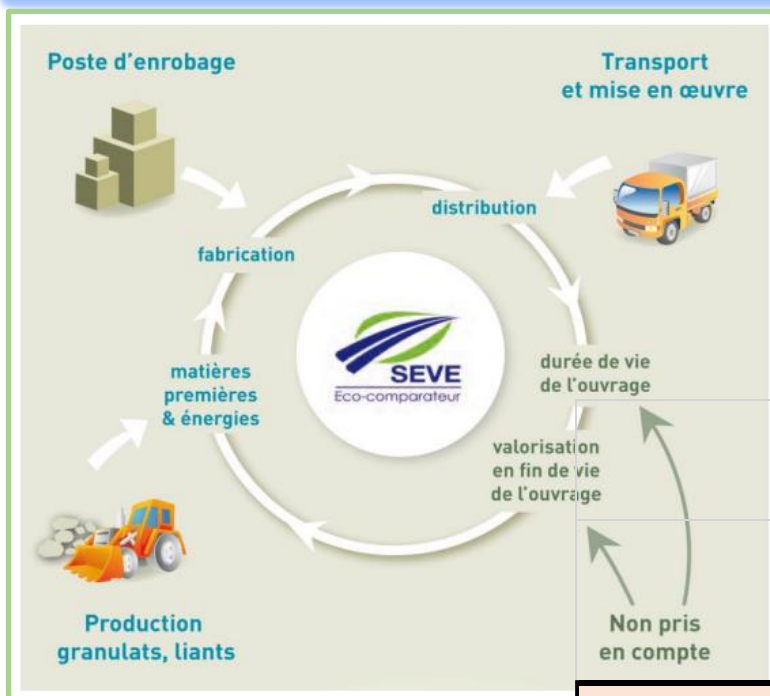 Poste d'enrobage
Transport
et mise en œuvre
distribution
fabrication
SEVE
Éco-comparateur
matières
premières
& énergies
durée de vie
de l'ouvrage
valorisation
en fin de vie
de l'ouvrage
Production
granulats, liants
Non pris
en compte